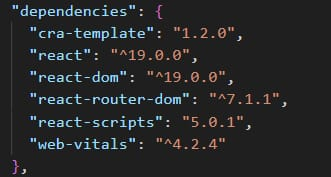 "dependencies": {
"cra-template": "1.2.0",
"react": "^19.0.0",
"react-dom": "^19.0.0",
"react-router-dom": "^7.1.1",
"react-scripts": "5.0.1",
"web-vitals": "^4.2.4"
},